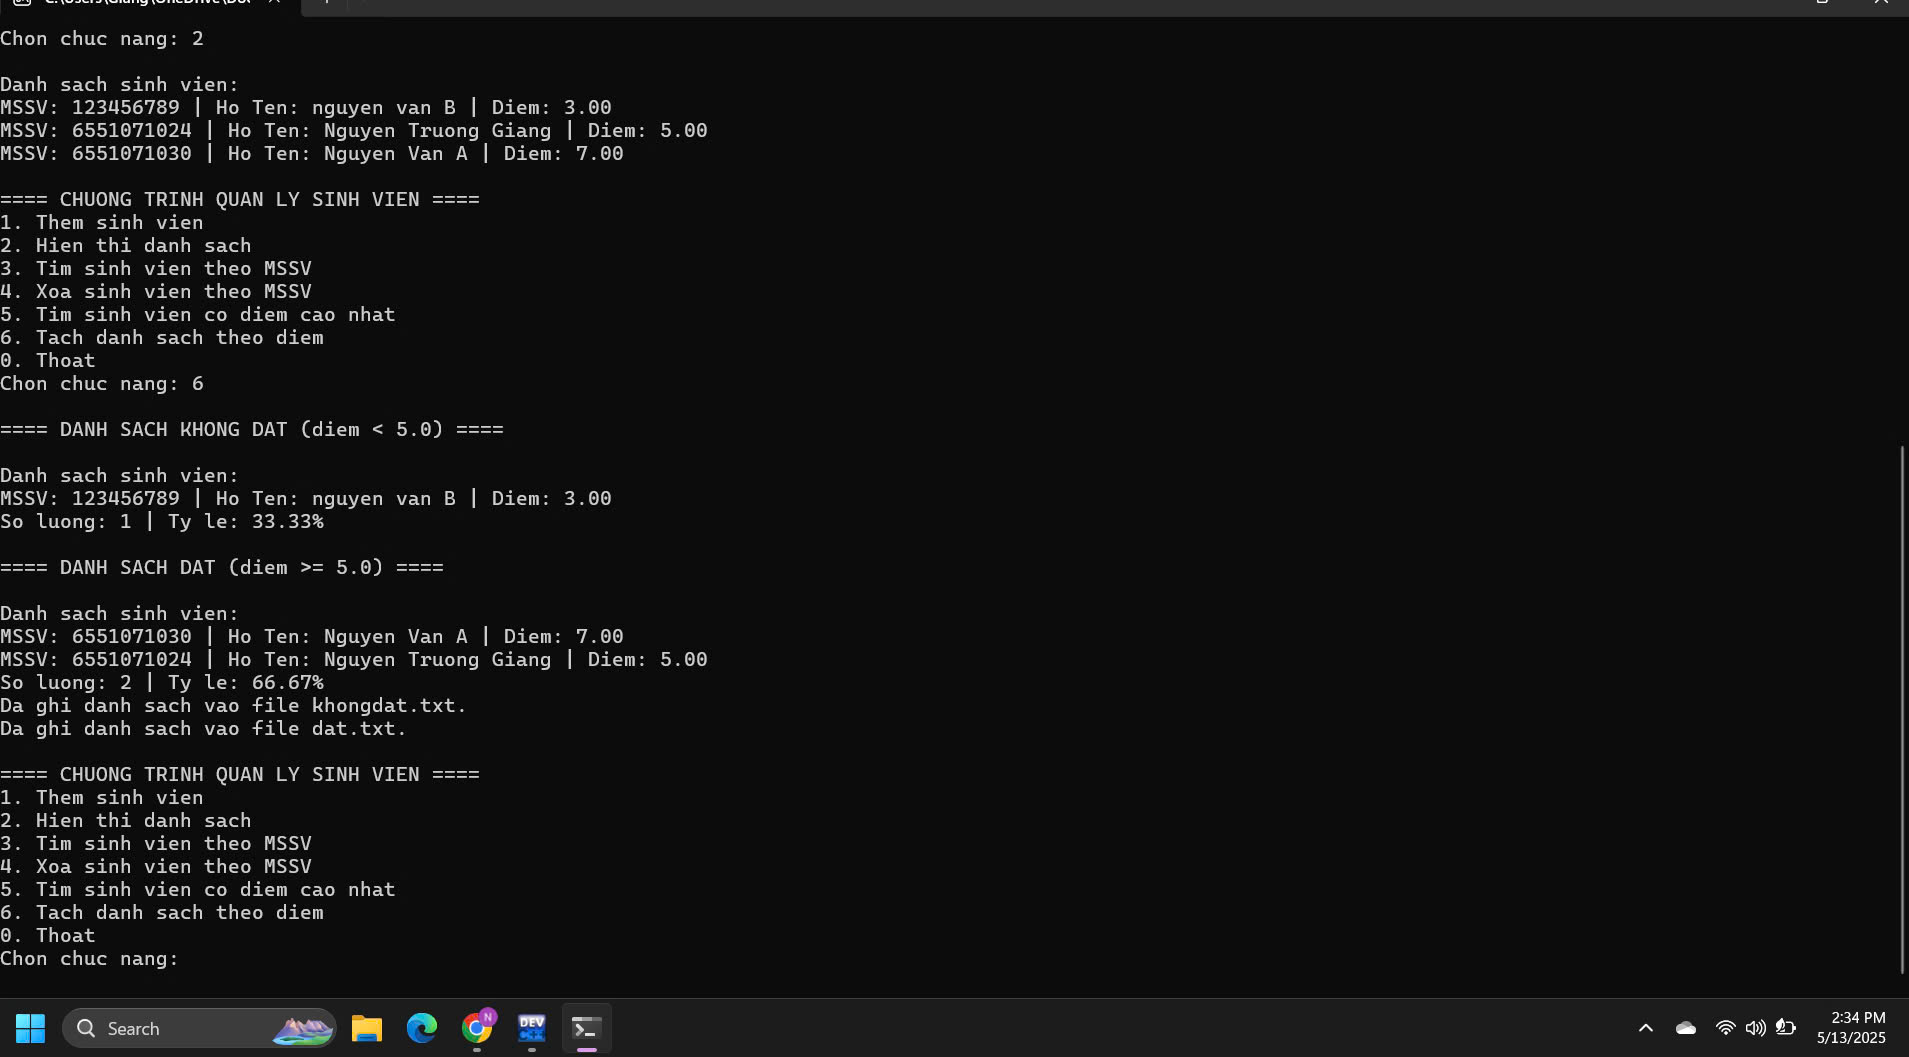 Chon chuc nang: 2
Danh sach sinh vien:
MSSV: 123456789 | Ho Ten: nguyen van B | Diem: 3.00
MSSV: 6551071024 | Ho Ten: Nguyen Truong Giang | Diem: 5.00
MSSV: 6551071030 | Ho Ten: Nguyen Van A | Diem: 7.00
==== CHUONG TRINH QUAN LY SINH VIEN ====
1. Them sinh vien
2. Hien thi danh sach
3. Tim sinh vien theo MSSV
4. Xoa sinh vien theo MSSV
5. Tim sinh vien co diem cao nhat
6. Tach danh sach theo diem
0. Thoat
Chon chuc nang: 6
==== DANH SACH KHONG DAT (diem < 5.0) ====
Danh sach sinh vien:
MSSV: 123456789 | Ho Ten: nguyen van B | Diem: 3.00
So luong: 1 | Ty le: 33.33%
==== DANH SACH DAT (diem >= 5.0) ====
Danh sach sinh vien:
MSSV: 6551071030 | Ho Ten: Nguyen Van A | Diem: 7.00
MSSV: 6551071024 | Ho Ten: Nguyen Truong Giang | Diem: 5.00
So luong: 2 | Ty le: 66.67%
Da ghi danh sach vao file khongdat.txt.
Da ghi danh sach vao file dat.txt.
==== CHUONG TRINH QUAN LY SINH VIEN ====
1. Them sinh vien
2. Hien thi danh sach
3. Tim sinh vien theo MSSV
4. Xoa sinh vien theo MSSV
5. Tim sinh vien co diem cao nhat
6. Tach danh sach theo diem
0. Thoat
Chon chuc nang:
Search
N
DEV
2:34 PM
5/13/2025